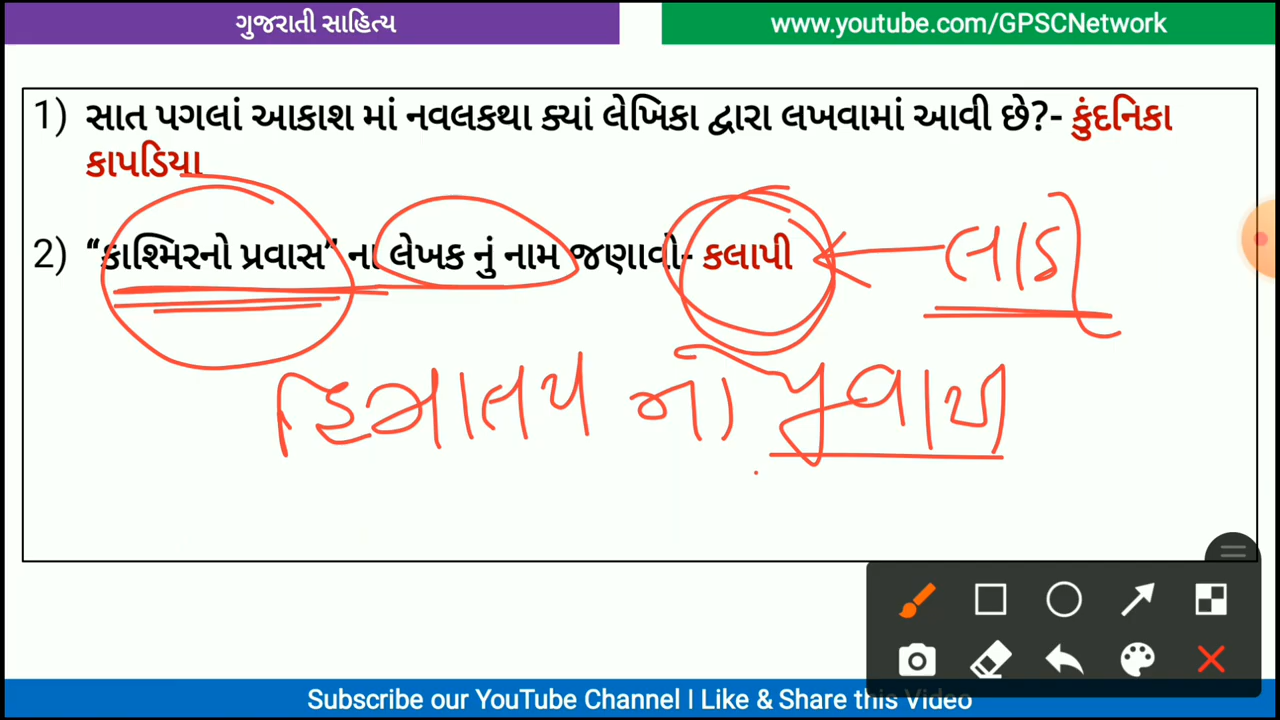 ગુજરાતી સાહિત્ય
www.youtube.com/GPSCNetwork
1) સાત પગલાં આકાશ માં નવલકથા ક્યાં લેખિકા દ્વારા લખવામાં આવી છે?- કુંદનિકા
કાપડિયા
2) “કાશ્મિરનો પ્રવાસ” ના લેખક નું નામ જણાવો- કલાપી
લાઠી
હિમાલય નો પ્રવાસ
Subscribe our YouTube Channel I Like & Share this Video